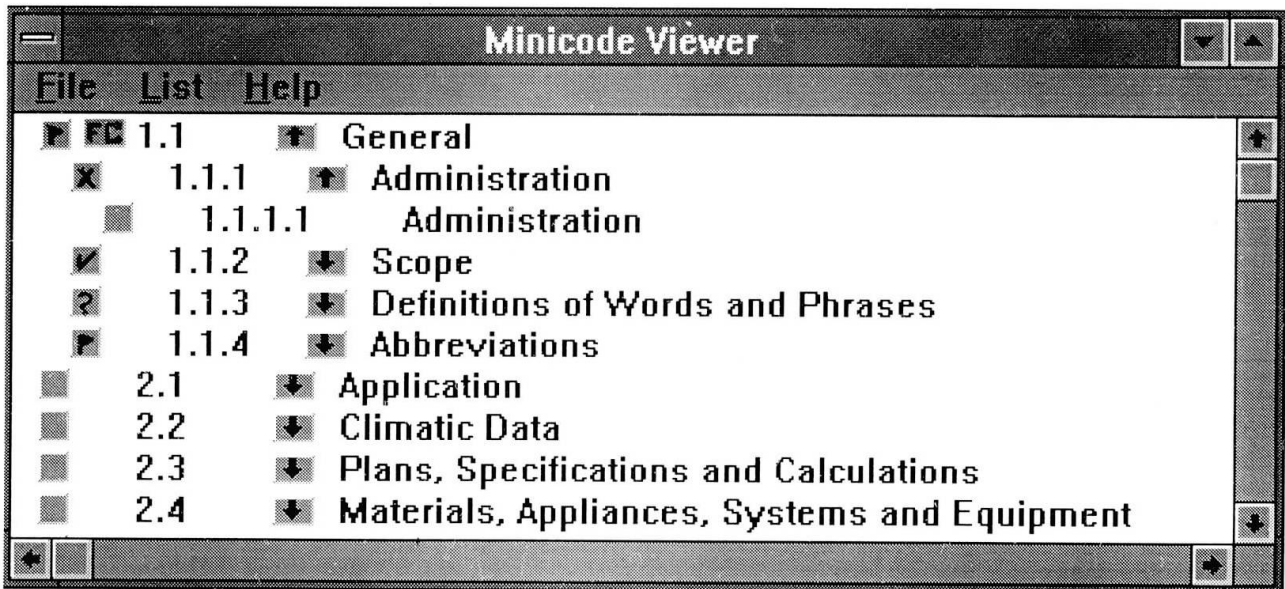 Minicode Viewer
File List Help
FC 1.1 General
X 1.1.1 Administration
1.1.1.1 Administration
✓ 1.1.2 Scope
? 1.1.3 Definitions of Words and Phrases
1.1.4 Abbreviations
2.1 Application
2.2 Climatic Data
2.3 Plans, Specifications and Calculations
2.4 Materials, Appliances, Systems and Equipment